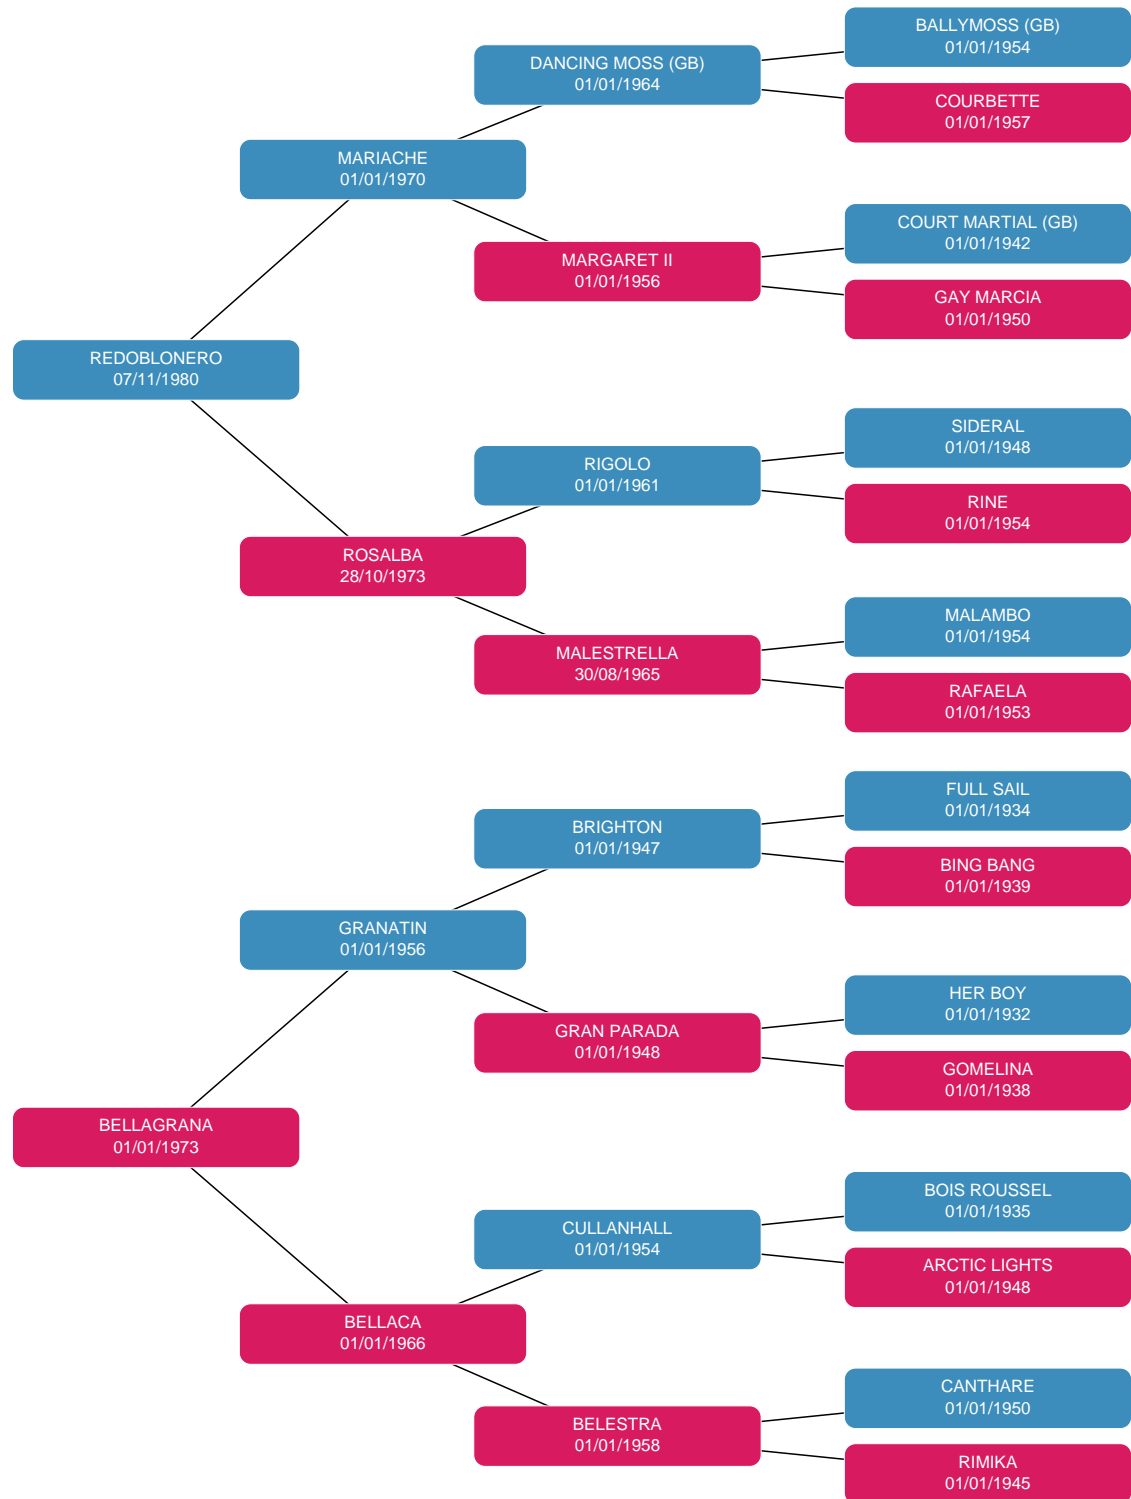 BALLYMOSS (GB)
01/01/1954
DANCING MOSS (GB)
01/01/1964
COURBETTE
01/01/1957
MARIACHE
01/01/1970
COURT MARTIAL (GB)
01/01/1942
MARGARET II
01/01/1956
GAY MARCIA
01/01/1950
REDOBLONERO
07/11/1980
SIDERAL
01/01/1948
RIGOLO
01/01/1961
RINE
01/01/1954
ROSALBA
28/10/1973
MALAMBO
01/01/1954
MALESTRELLA
30/08/1965
RAFAELA
01/01/1953
FULL SAIL
01/01/1934
BRIGHTON
01/01/1947
BING BANG
01/01/1939
GRANATIN
01/01/1956
HER BOY
01/01/1932
GRAN PARADA
01/01/1948
GOMELINA
01/01/1938
BELLAGRANA
01/01/1973
BOIS ROUSSEL
01/01/1935
CULLANHALL
01/01/1954
ARCTIC LIGHTS
01/01/1948
BELLACA
01/01/1966
CANTHARE
01/01/1950
BELESTRA
01/01/1958
RIMIKA
01/01/1945